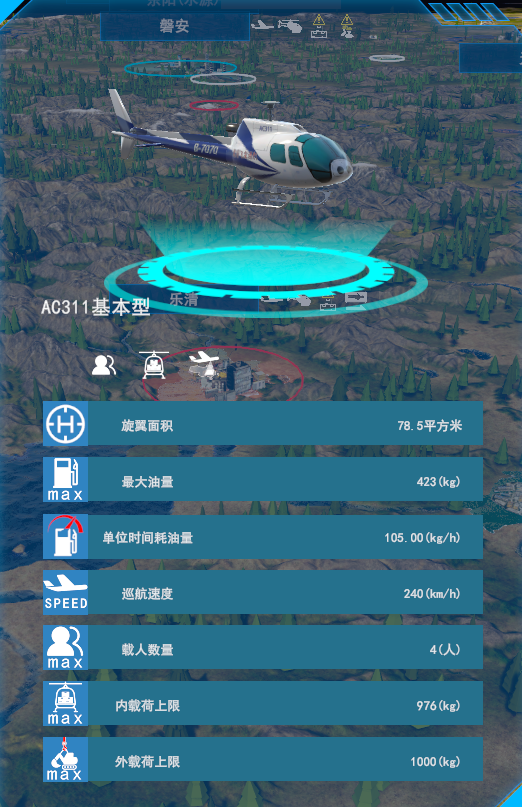 磐安
AC311
B-7070
乐清
AC311基本型
旋翼面积 78.5平方米
max 最大油量 423(kg)
单位时间耗油量 105.00(kg/h)
SPEED 巡航速度 240(km/h)
max 载人数量 4(人)
max 内载荷上限 976(kg)
max 外载荷上限 1000(kg)